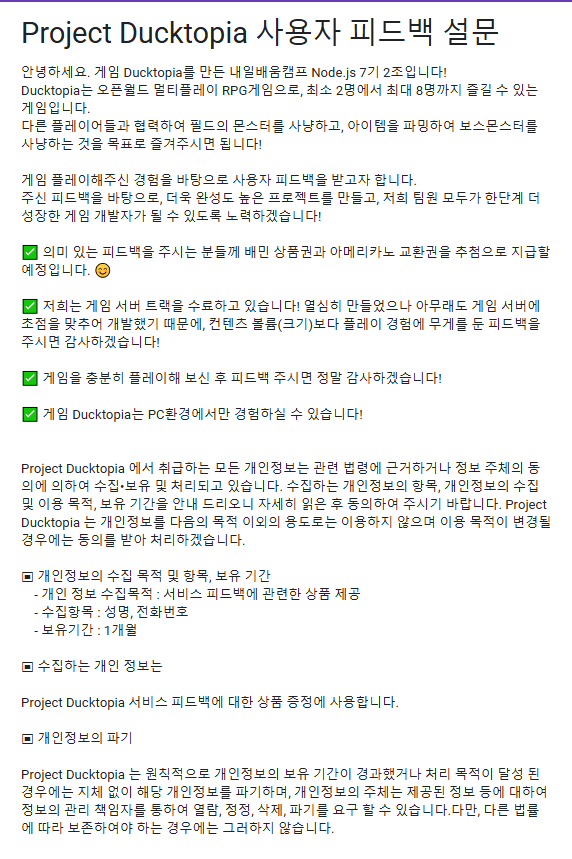 Project Ducktopia 사용자 피드백 설문
안녕하세요. 게임 Ducktopia를 만든 내일배움캠프 Node.js 7기 2조입니다!
Ducktopia는 오픈월드 멀티플레이 RPG게임으로, 최소 2명에서 최대 8명까지 즐길 수 있는
게임입니다.
다른 플레이어들과 협력하여 필드의 몬스터를 사냥하고, 아이템을 파밍하여 보스몬스터를
사냥하는 것을 목표로 즐겨주시면 됩니다!
게임 플레이해주신 경험을 바탕으로 사용자 피드백을 받고자 합니다.
주신 피드백을 바탕으로, 더욱 완성도 높은 프로젝트를 만들고, 저희 팀원 모두가 한단계 더
성장한 게임 개발자가 될 수 있도록 노력하겠습니다!
✅ 의미 있는 피드백을 주시는 분들께 배민 상품권과 아메리카노 교환권을 추첨으로 지급할
예정입니다. 😊
✅ 저희는 게임 서버 트랙을 수료하고 있습니다! 열심히 만들었으나 아무래도 게임 서버에
초점을 맞추어 개발했기 때문에, 컨텐츠 볼륨(크기)보다 플레이 경험에 무게를 둔 피드백을
주시면 감사하겠습니다!
✅ 게임을 충분히 플레이해 보신 후 피드백 주시면 정말 감사하겠습니다!
✅ 게임 Ducktopia는 PC환경에서만 경험하실 수 있습니다!
Project Ducktopia 에서 취급하는 모든 개인정보는 관련 법령에 근거하거나 정보 주체의 동
의에 의하여 수집•보유 및 처리되고 있습니다. 수집하는 개인정보의 항목, 개인정보의 수집
및 이용 목적, 보유 기간을 안내 드리오니 자세히 읽은 후 동의하여 주시기 바랍니다. Project
Ducktopia 는 개인정보를 다음의 목적 이외의 용도로는 이용하지 않으며 이용 목적이 변경될
경우에는 동의를 받아 처리하겠습니다.
▣ 개인정보의 수집 목적 및 항목, 보유 기간
- 개인 정보 수집목적 : 서비스 피드백에 관련한 상품 제공
- 수집항목 : 성명, 전화번호
- 보유기간 : 1개월
▣ 수집하는 개인 정보는
Project Ducktopia 서비스 피드백에 대한 상품 증정에 사용합니다.
▣ 개인정보의 파기
Project Ducktopia 는 원칙적으로 개인정보의 보유 기간이 경과했거나 처리 목적이 달성 된
경우에는 지체 없이 해당 개인정보를 파기하며, 개인정보의 주체는 제공된 정보 등에 대하여
정보의 관리 책임자를 통하여 열람, 정정, 삭제, 파기를 요구 할 수 있습니다.다만, 다른 법률
에 따라 보존하여야 하는 경우에는 그러하지 않습니다.